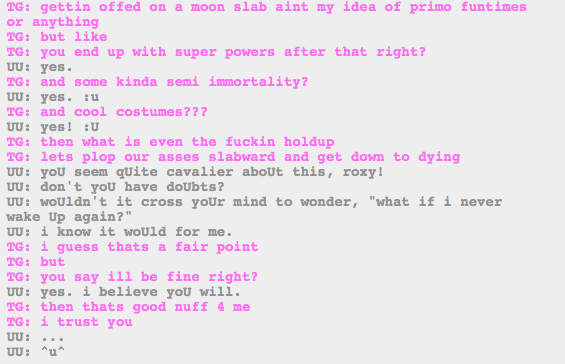 TG: gettin offed on a moon slab aint my idea of primo funtimes
or anything
TG: but like
TG: you end up with super powers after that right?
UU: yes.
TG: and some kinda semi immortality?
UU: yes. :u
TG: and cool costumes???
UU: yes! :U
TG: then what is even the fuckin holdup
TG: lets plop our asses slabward and get down to dying
UU: yoU seem qUite cavalier aboUt this, roxy!
UU: don't yoU have doUbts?
UU: woUldn't it cross yoUr mind to wonder, "what if i never
wake Up again?"
UU: i know it woUld for me.
TG: i guess thats a fair point
TG: but
TG: you say ill be fine right?
UU: yes. i believe yoU will.
TG: then thats good nuff 4 me
TG: i trust you
UU: ...
UU: ^u^